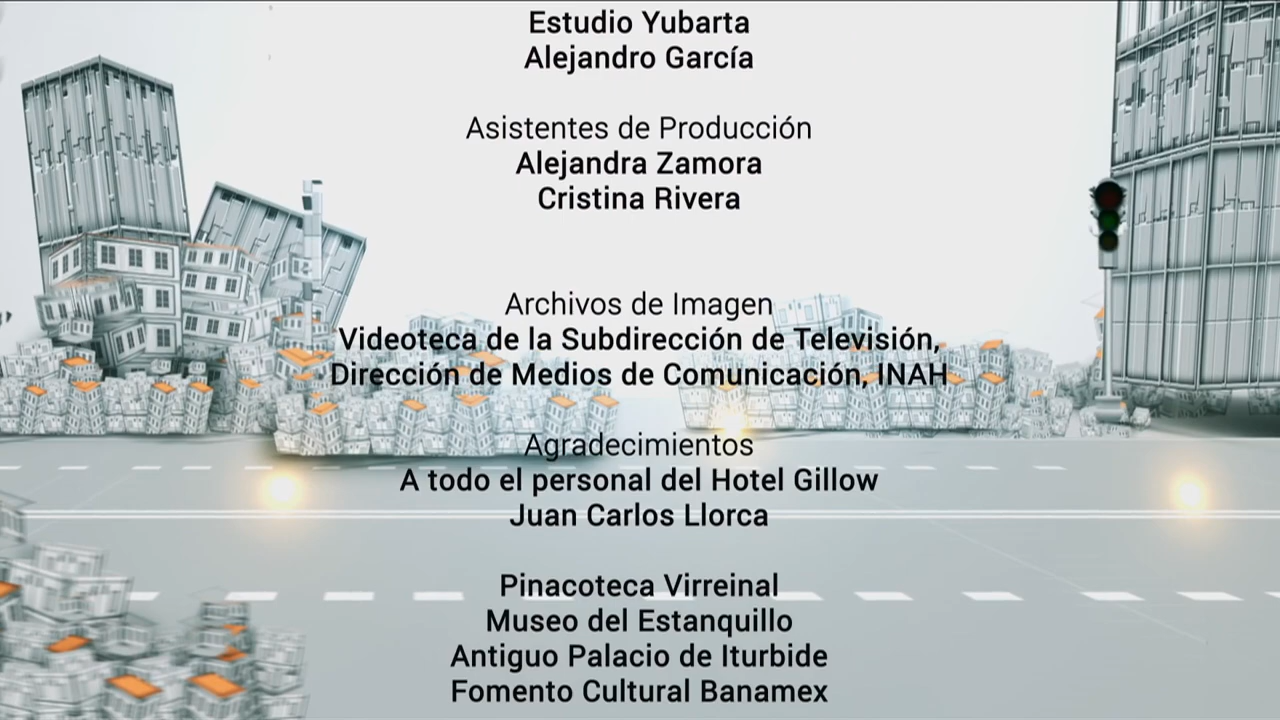 Estudio Yubarta
Alejandro García
Asistentes de Producción
Alejandra Zamora
Cristina Rivera
Archivos de Imagen
Videoteca de la Subdirección de Televisión,
Dirección de Medios de Comunicación, INAH
Agradecimientos
A todo el personal del Hotel Gillow
Juan Carlos Llorca
Pinacoteca Virreinal
Museo del Estanquillo
Antiguo Palacio de Iturbide
Fomento Cultural Banamex